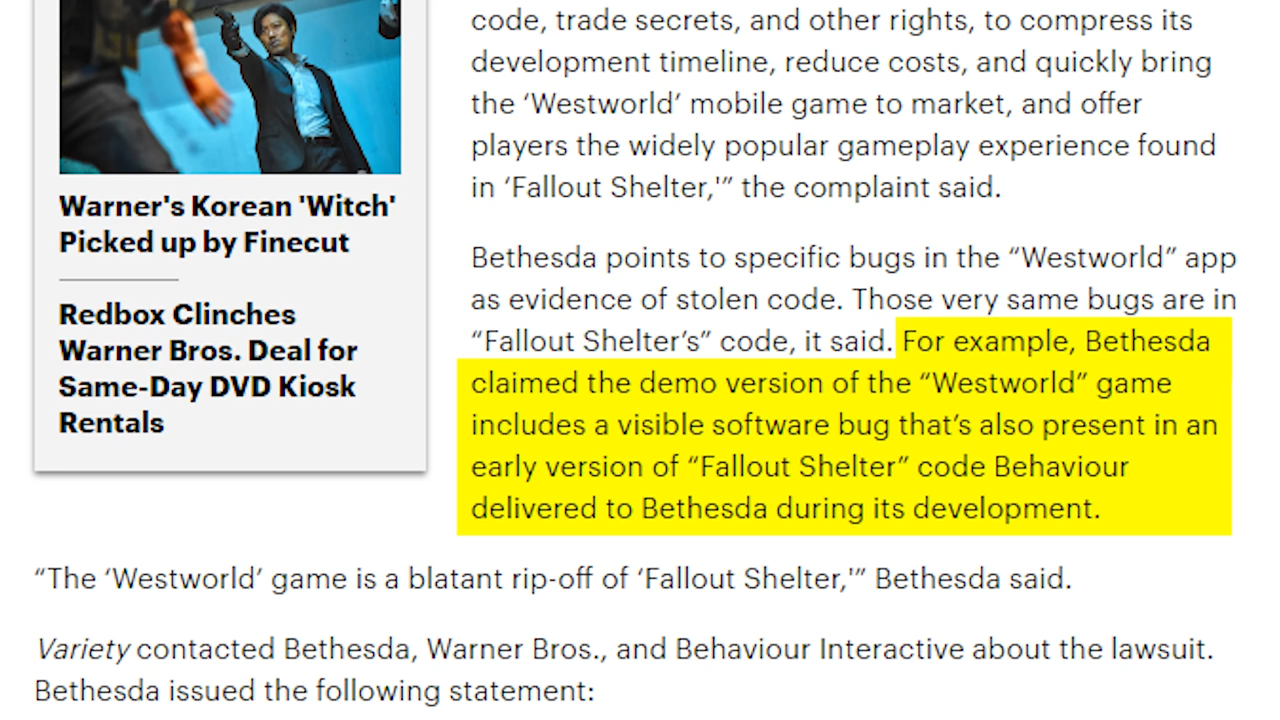 Warner's Korean 'Witch'
Picked up by Finecut
Redbox Clinches
Warner Bros. Deal for
Same-Day DVD Kiosk
Rentals
code, trade secrets, and other rights, to compress its
development timeline, reduce costs, and quickly bring
the ‘Westworld’ mobile game to market, and offer
players the widely popular gameplay experience found
in ‘Fallout Shelter,'” the complaint said.
Bethesda points to specific bugs in the “Westworld” app
as evidence of stolen code. Those very same bugs are in
“Fallout Shelter’s” code, it said. For example, Bethesda
claimed the demo version of the “Westworld” game
includes a visible software bug that’s also present in an
early version of “Fallout Shelter” code Behaviour
delivered to Bethesda during its development.
“The ‘Westworld’ game is a blatant rip-off of ‘Fallout Shelter,'” Bethesda said.
Variety contacted Bethesda, Warner Bros., and Behaviour Interactive about the lawsuit.
Bethesda issued the following statement: